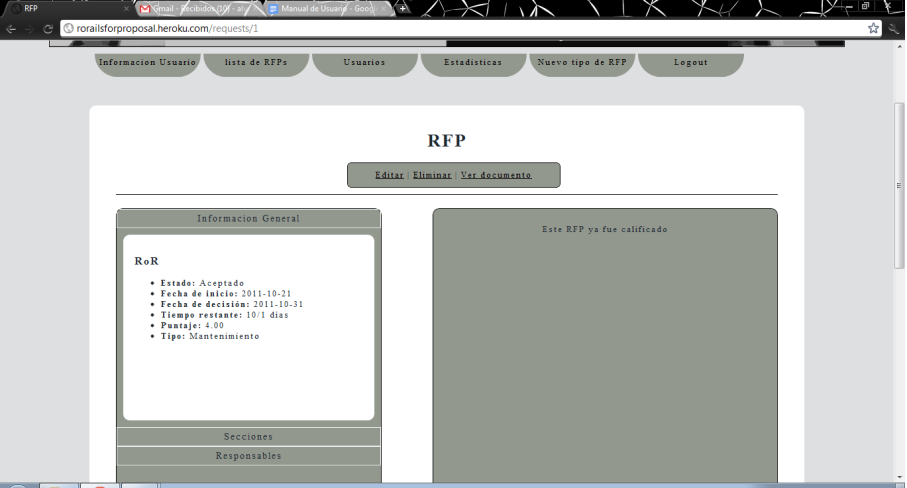 RFP
Gmail - Recibidos (10) - alv
Manual de Usuario - Googl
rorailsforproposal.heroku.com/requests/1
Informacion Usuario
lista de RFPs
Usuarios
Estadisticas
Nuevo tipo de RFP
Logout
RFP
Editar | Eliminar | Ver documento
Informacion General
Este RFP ya fue calificado
RoR
Estado: Aceptado
Fecha de inicio: 2011-10-21
Fecha de decisión: 2011-10-31
Tiempo restante: 10/1 dias
Puntaje: 4.00
Tipo: Mantenimiento
Secciones
Responsables